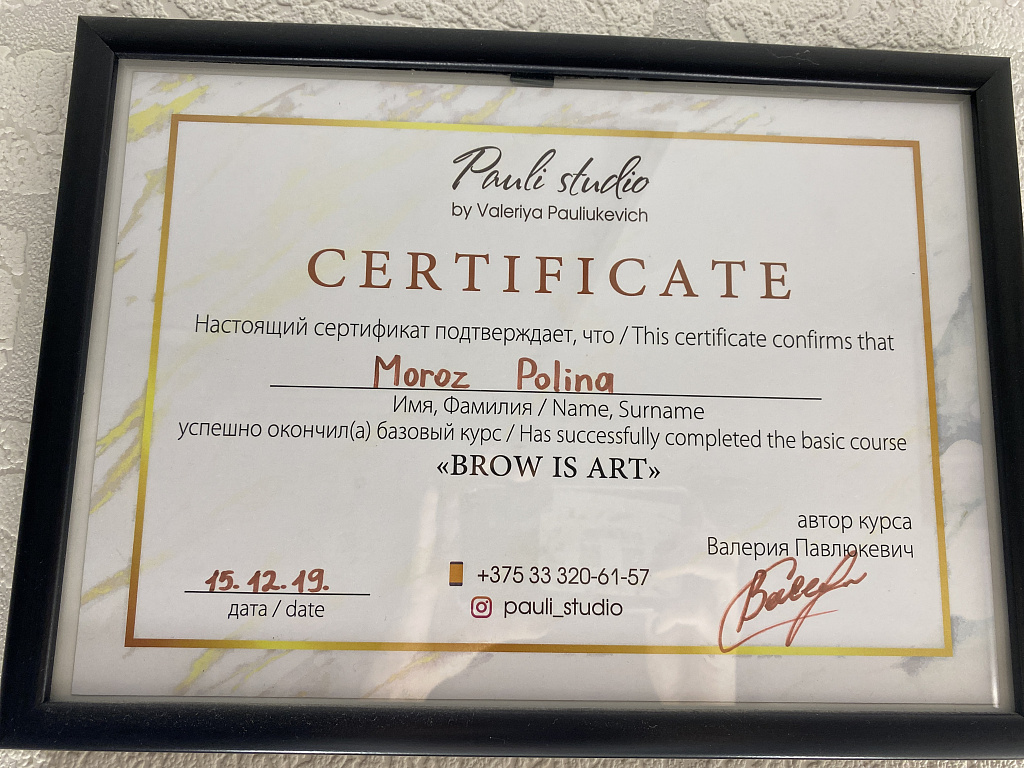 Pauli studio
by Valeriya Pauliukevich
CERTIFICATE
Настоящий сертификат подтверждает, что / This certificate confirms that
Moroz Polina
Имя, Фамилия / Name, Surname
успешно окончил(а) базовый курс / Has successfully completed the basic course
«BROW IS ART»
автор курса
Валерия Павлюкевич
15.12.19.
дата / date
+375 33 320-61-57
pauli_studio